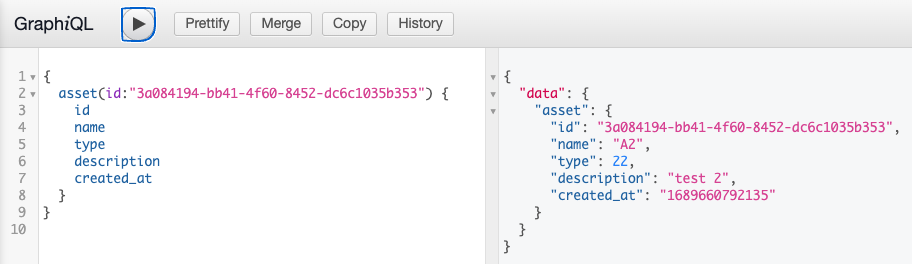 GraphiQL Prettify Merge Copy History
1 {
2 asset(id:"3a084194-bb41-4f60-8452-dc6c1035b353") {
3 id
4 name
5 type
6 description
7 created_at
8 }
9 }
10
{
"data": {
"asset": {
"id": "3a084194-bb41-4f60-8452-dc6c1035b353",
"name": "A2",
"type": 22,
"description": "test 2",
"created_at": "1689660792135"
}
}
}